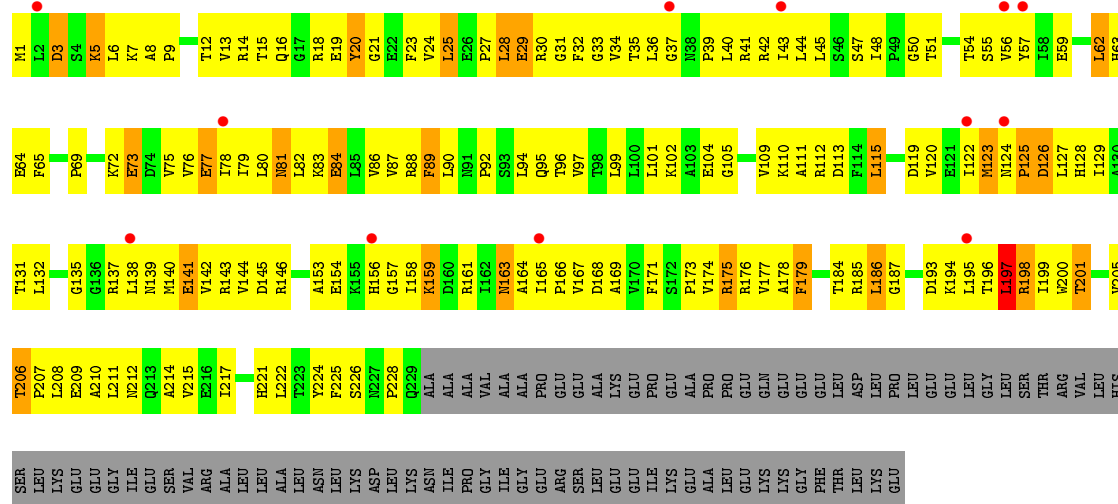 M1 L2 D3 S4 K5 L6 K7 A8 P9 T12 V13 R14 T15 Q16 G17 R18 E19 Y20 G21 E22 F23 V24 L25 E26 P27 L28 E29 R30 G31 F32 G33 V34 T35 L36 G37 N38 P39 L40 R41 R42 I43 L44 L45 S46 S47 I48 P49 G50 T51 T54 S55 V56 Y57 I58 E59 L62 H63
E64 F65 P69 K72 E73 D74 V75 V76 E77 I78 I79 L80 N81 L82 K83 E84 L85 V86 V87 R88 F89 L90 N91 P92 S93 L94 Q95 T96 V97 T98 L99 L100 L101 K102 A103 E104 G105 V109 K110 A111 R112 D113 F114 L115 D119 V120 E121 I122 M123 N124 P125 D126 L127 H128 I129 A130
T131 L132 G135 G136 R137 L138 N139 M140 E141 V142 R143 V144 D145 R146 A153 E154 K155 H156 G157 I158 K159 D160 R161 I162 N163 A164 I165 P166 V167 D168 A169 V170 F171 S172 P173 V174 R175 R176 V177 A178 F179 T184 R185 L186 G187 D193 K194 L195 T196 L197 R198 I199 W200 T201 V205
T206 P207 L208 E209 A210 L211 N212 Q213 A214 V215 E216 I217 H221 L222 T223 Y224 F225 S226 N227 P228 Q229 ALA ALA ALA VAL ALA ALA PRO GLU GLU ALA LYS GLU PRO GLU ALA PRO PRO GLU GLN GLU GLU GLU LEU ASP LEU PRO LEU GLU GLU LEU GLY LEU SER THR ARG VAL LEU HIS
SER LEU LYS GLU GLU GLY ILE GLU SER VAL ARG ALA LEU LEU ALA LEU ASN LEU LYS ASP LEU LYS ASN ILE PRO GLY ILE GLY GLU ARG SER LEU GLU GLU ILE LYS GLU ALA LEU GLU LYS LYS GLY PHE THR LEU LYS GLU